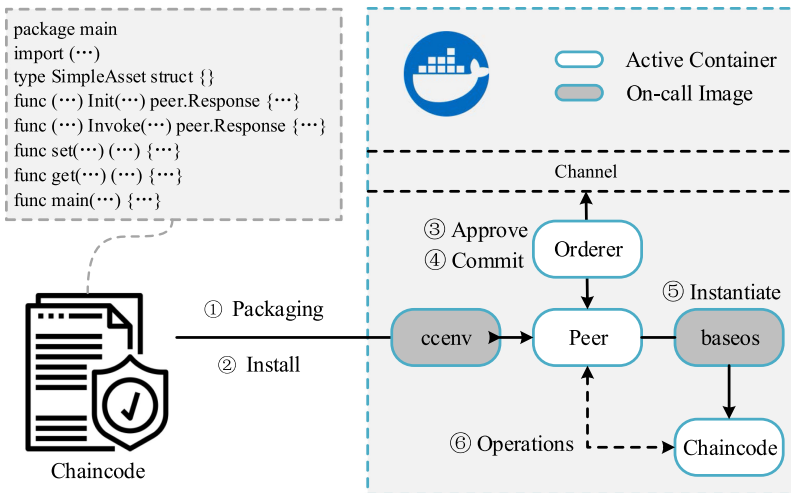 package main
import (⋯)
type SimpleAsset struct {}
func (⋯) Init(⋯) peer.Response {⋯}
func (⋯) Invoke(⋯) peer.Response {⋯}
func set(⋯) (⋯) {⋯}
func get(⋯) (⋯) {⋯}
func main(⋯) {⋯}
Active Container
On-call Image
Channel
③ Approve
④ Commit
Orderer
① Packaging
② Install
ccenv
Peer
⑤ Instantiate
baseos
⑥ Operations
Chaincode
Chaincode